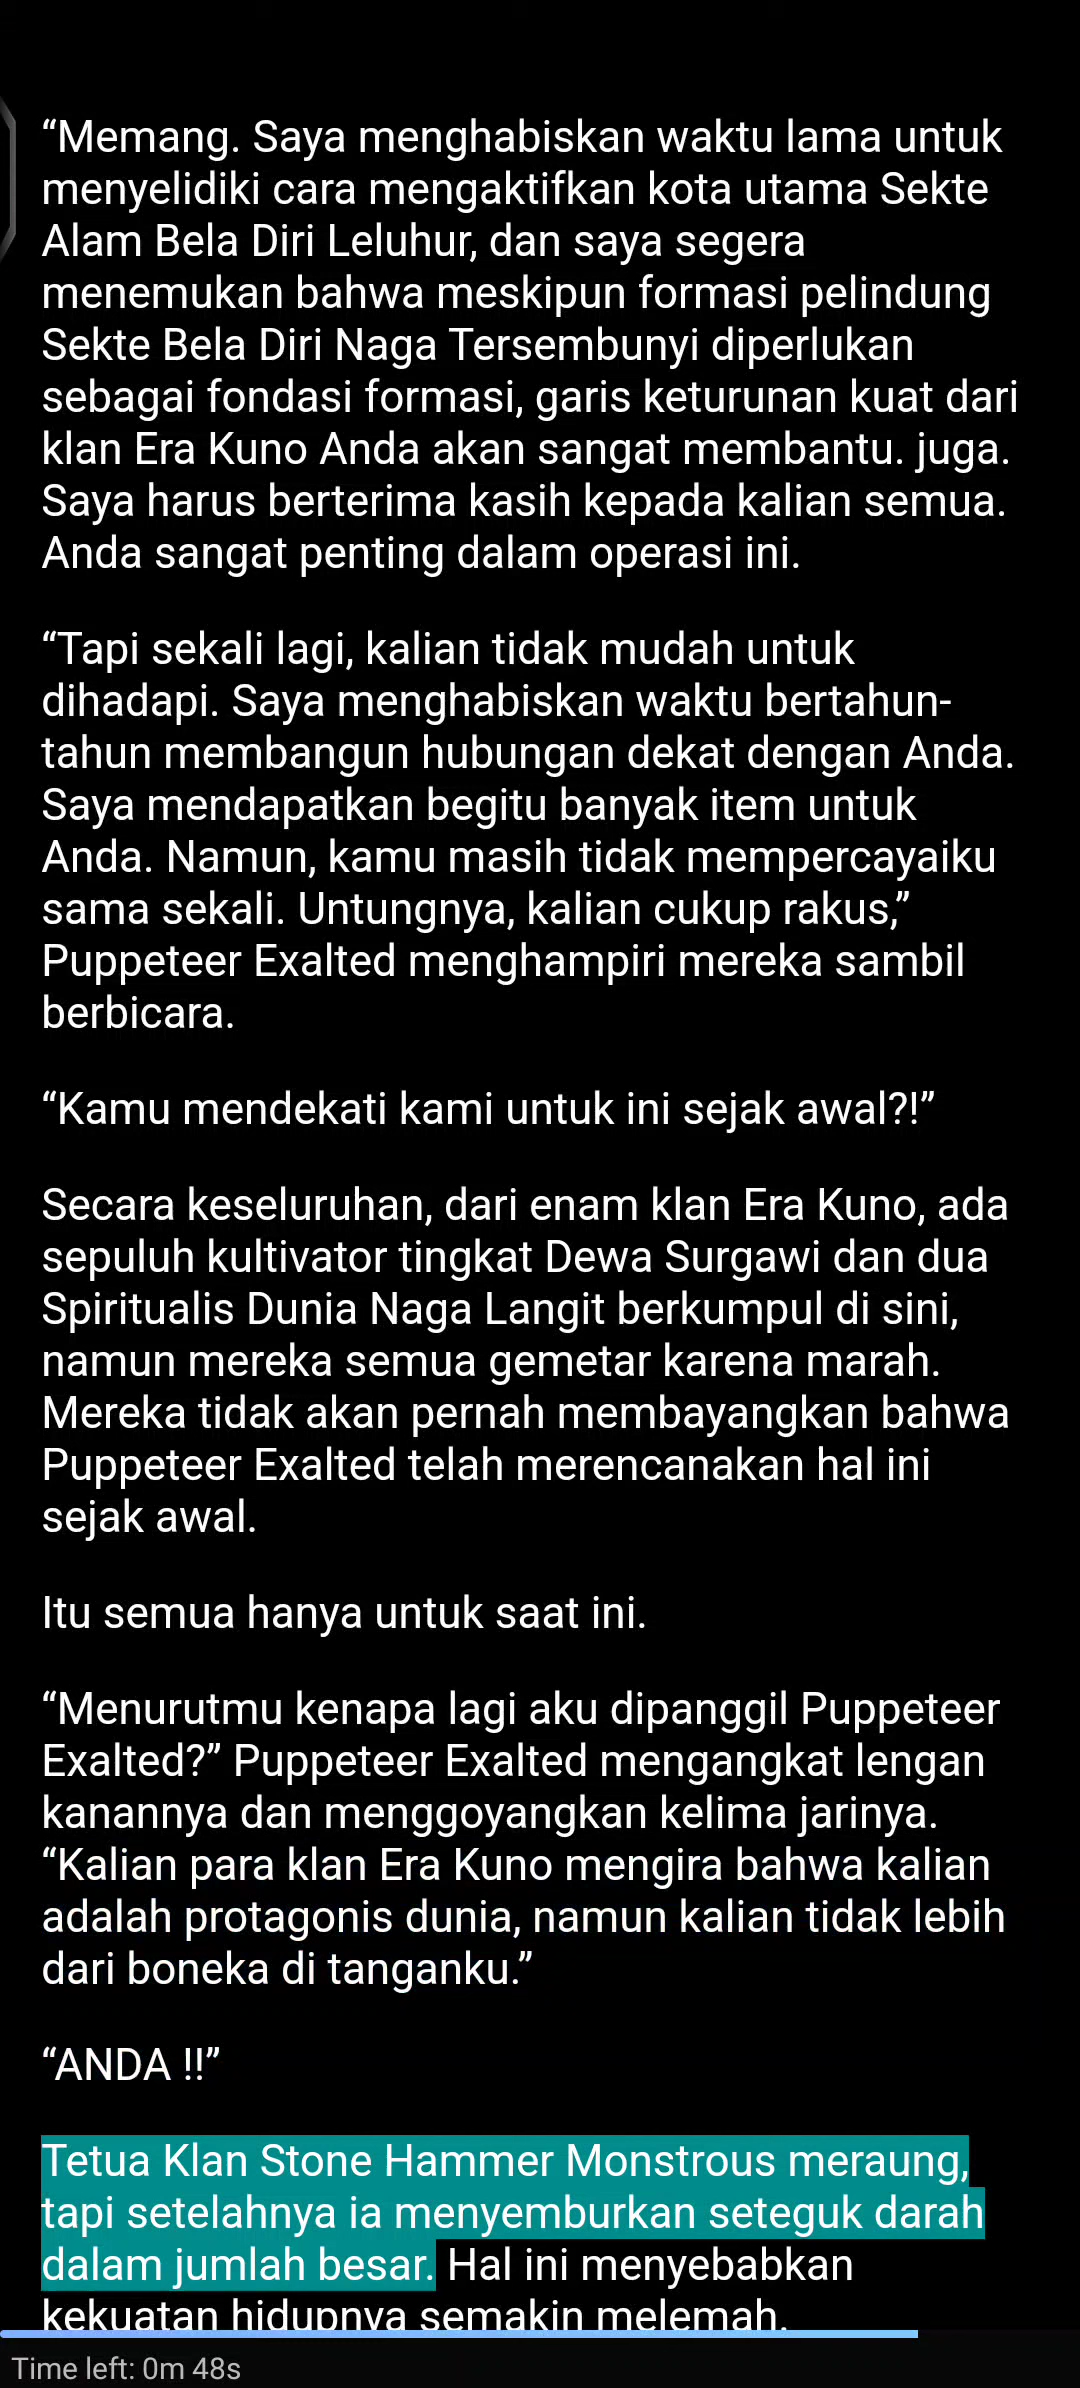 “Memang. Saya menghabiskan waktu lama untuk
menyelidiki cara mengaktifkan kota utama Sekte
Alam Bela Diri Leluhur, dan saya segera
menemukan bahwa meskipun formasi pelindung
Sekte Bela Diri Naga Tersembunyi diperlukan
sebagai fondasi formasi, garis keturunan kuat dari
klan Era Kuno Anda akan sangat membantu. juga.
Saya harus berterima kasih kepada kalian semua.
Anda sangat penting dalam operasi ini.
“Tapi sekali lagi, kalian tidak mudah untuk
dihadapi. Saya menghabiskan waktu bertahun-
tahun membangun hubungan dekat dengan Anda.
Saya mendapatkan begitu banyak item untuk
Anda. Namun, kamu masih tidak mempercayaiku
sama sekali. Untungnya, kalian cukup rakus,”
Puppeteer Exalted menghampiri mereka sambil
berbicara.
“Kamu mendekati kami untuk ini sejak awal?!”
Secara keseluruhan, dari enam klan Era Kuno, ada
sepuluh kultivator tingkat Dewa Surgawi dan dua
Spiritualis Dunia Naga Langit berkumpul di sini,
namun mereka semua gemetar karena marah.
Mereka tidak akan pernah membayangkan bahwa
Puppeteer Exalted telah merencanakan hal ini
sejak awal.
Itu semua hanya untuk saat ini.
“Menurutmu kenapa lagi aku dipanggil Puppeteer
Exalted?” Puppeteer Exalted mengangkat lengan
kanannya dan menggoyangkan kelima jarinya.
“Kalian para klan Era Kuno mengira bahwa kalian
adalah protagonis dunia, namun kalian tidak lebih
dari boneka di tanganku.”
“ANDA !!”
Tetua Klan Stone Hammer Monstrous meraung,
tapi setelahnya ia menyemburkan seteguk darah
dalam jumlah besar. Hal ini menyebabkan
kekuatan hidupnya semakin melemah.
Time left: 0m 48s